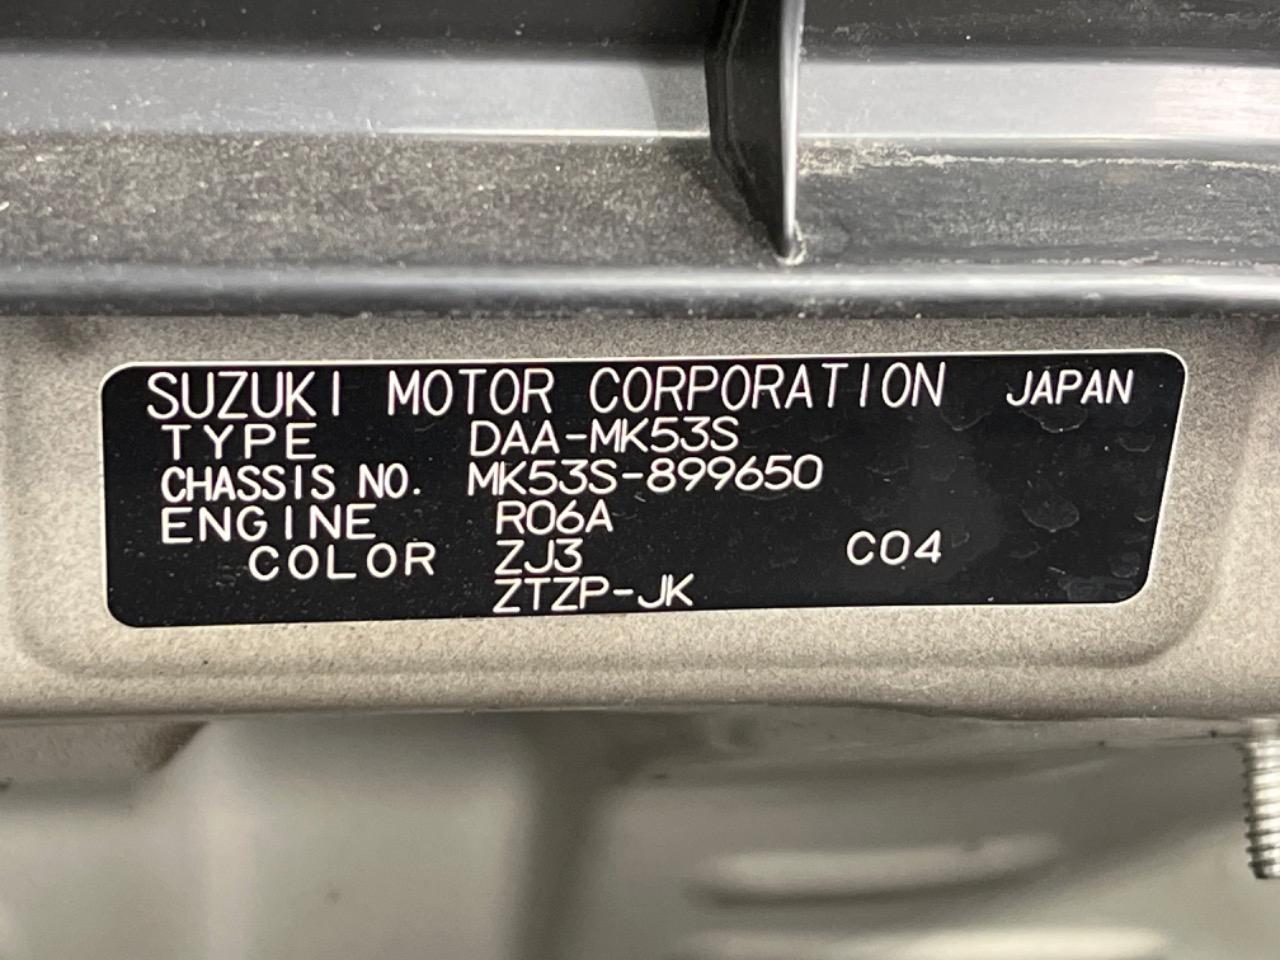 SUZUKI MOTOR CORPORATION JAPAN
TYPE DAA-MK53S
CHASSIS NO. MK53S-899650
ENGINE R06A
COLOR ZJ3 C04
ZTZP-JK